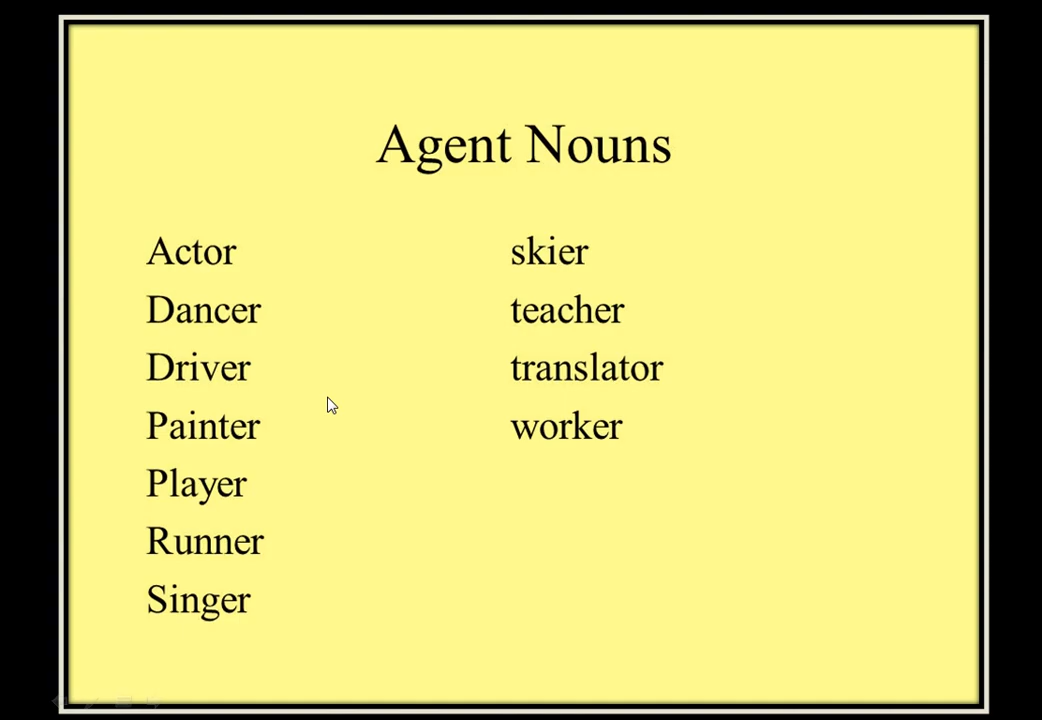 Agent Nouns
Actor
Dancer
Driver
Painter
Player
Runner
Singer
skier
teacher
translator
worker